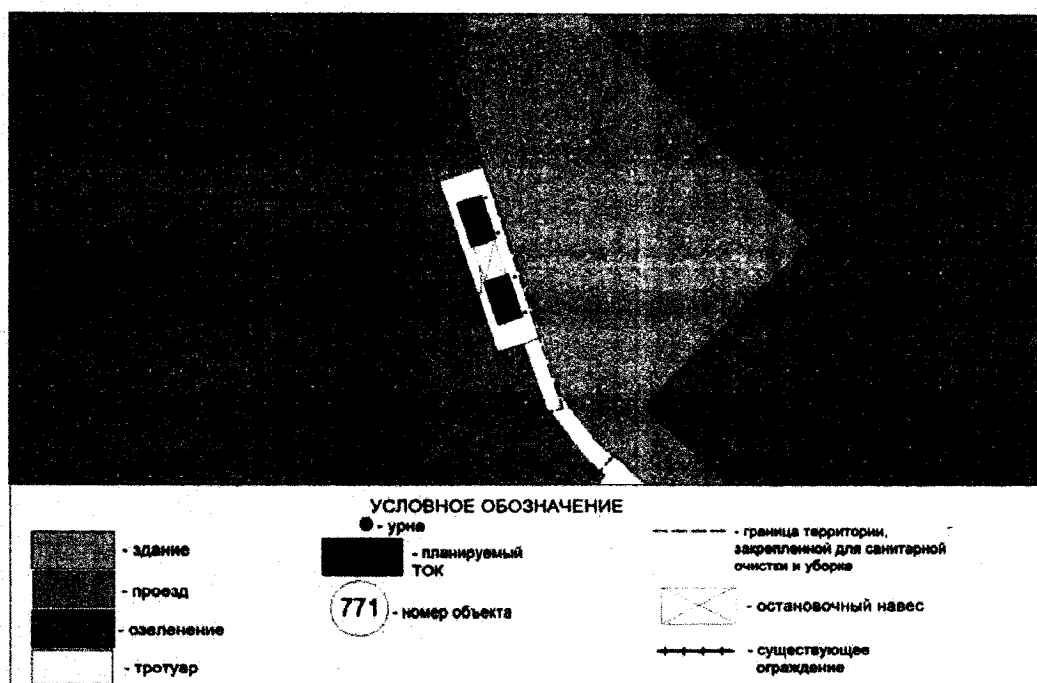 УСЛОВНОЕ ОБОЗНАЧЕНИЕ
- здание
- проезд
- озеленение
- тротуар
- урна
- планируемый
ТОК
771 - номер объекта
- граница территории,
закрепленной для санитарной
очистки и уборке
- остановочный навес
- существующее
ограждение